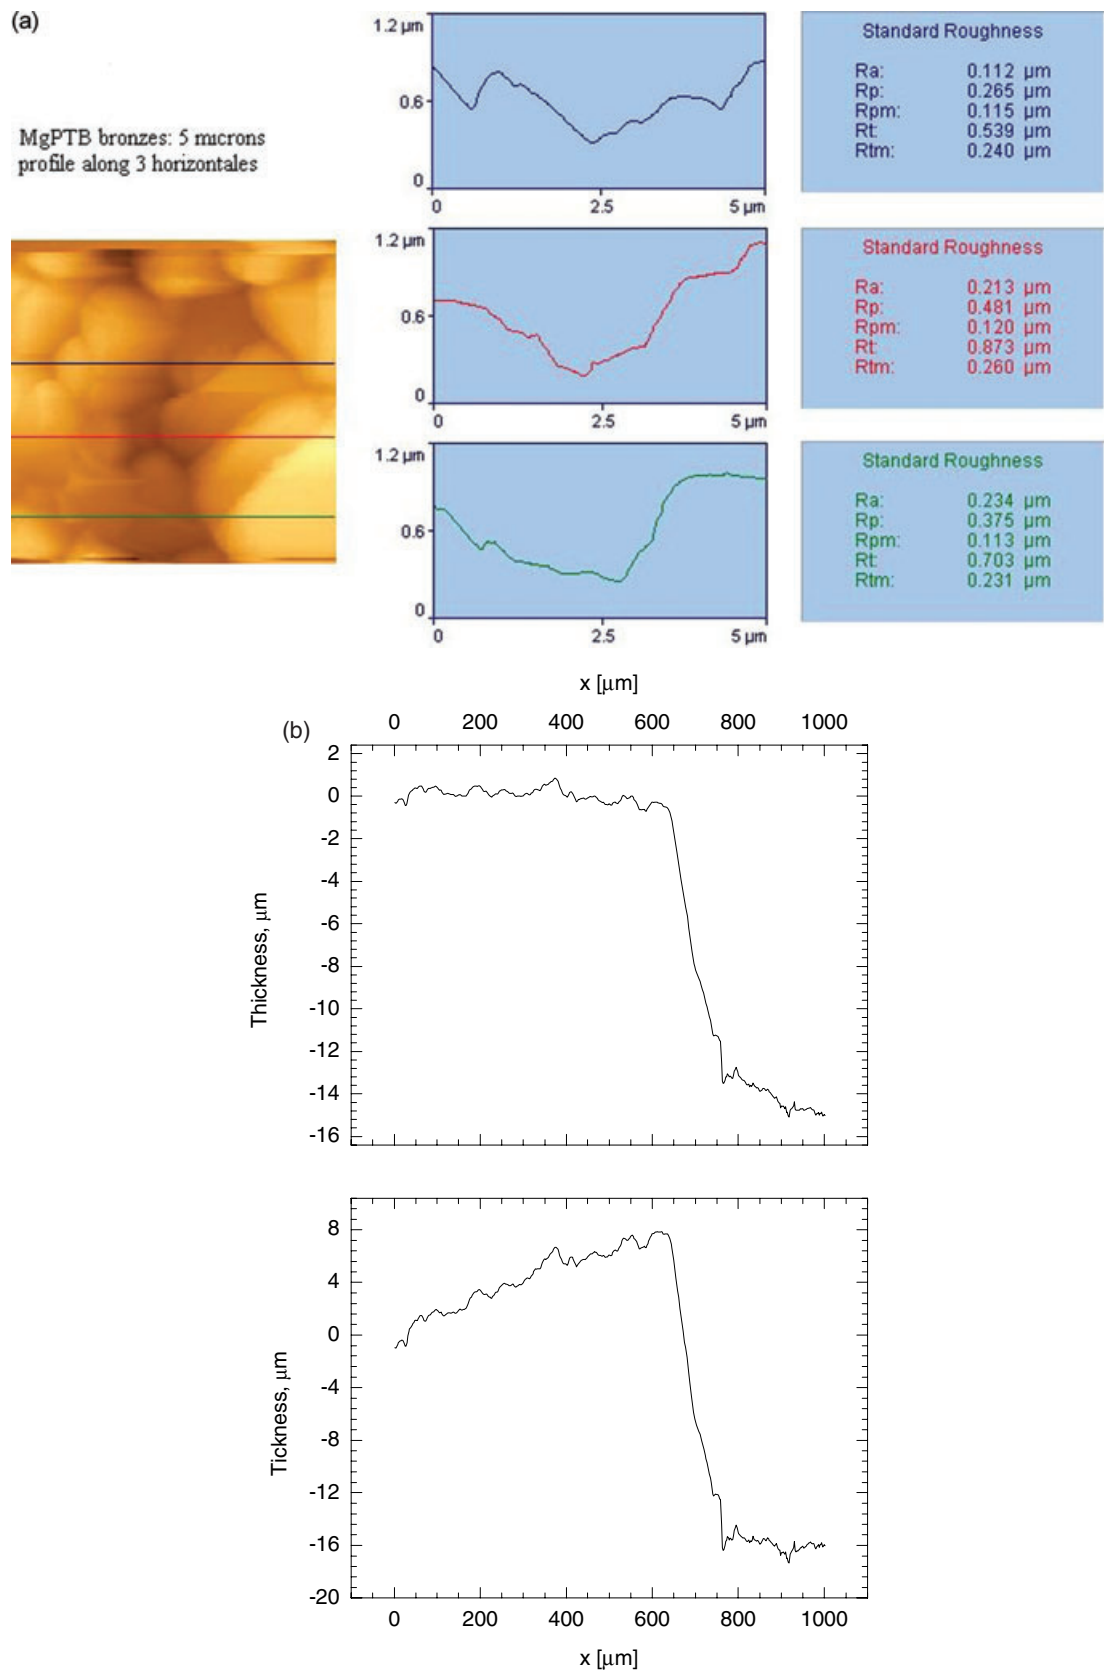 (a)
MgPTB bronzes: 5 microns
profile along 3 horizontales
1.2 µm
0.6
0
0 2.5 5 µm
Standard Roughness
Ra: 0.112 µm
Rp: 0.265 µm
Rpm: 0.115 µm
Rt: 0.539 µm
Rtm: 0.240 µm
1.2 µm
0.6
0
0 2.5 5 µm
Standard Roughness
Ra: 0.213 µm
Rp: 0.481 µm
Rpm: 0.120 µm
Rt: 0.873 µm
Rtm: 0.260 µm
1.2 µm
0.6
0
0 2.5 5 µm
Standard Roughness
Ra: 0.234 µm
Rp: 0.375 µm
Rpm: 0.113 µm
Rt: 0.703 µm
Rtm: 0.231 µm
x [µm]
(b)
0 200 400 600 800 1000
2
0
-2
-4
-6
-8
-10
-12
-14
-16
Thickness, µm
8
4
0
-4
-8
-12
-16
-20
Tickness, µm
0 200 400 600 800 1000
x [µm]